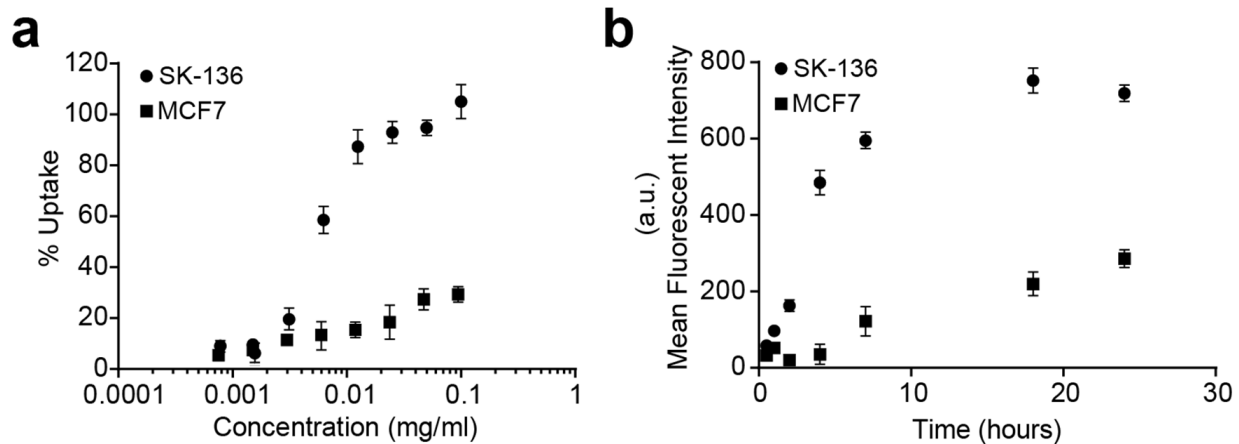 a
120
100
80
60
40
20
0
% Uptake
SK-136
MCF7
0.0001
0.001
0.01
0.1
1
Concentration (mg/ml)
b
800
600
400
200
0
Mean Fluorescent Intensity
(a.u.)
SK-136
MCF7
0
10
20
30
Time (hours)